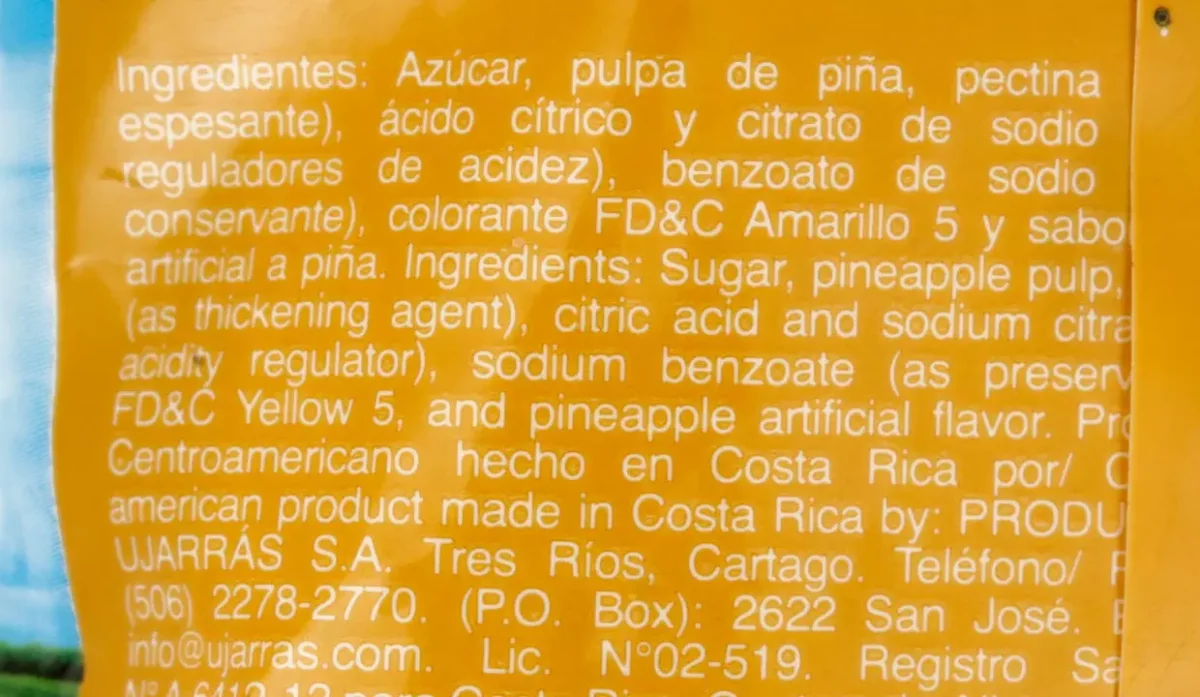 Ingredientes: Azúcar, pulpa de piña, pectina
espesante), ácido cítrico y citrato de sodio
reguladores de acidez), benzoato de sodio
conservante), colorante FD&C Amarillo 5 y sabo
artificial a piña. Ingredients: Sugar, pineapple pulp,
(as thickening agent), citric acid and sodium citra
acidity regulator), sodium benzoate (as preserv
FD&C Yellow 5, and pineapple artificial flavor. Pro
Centroamericano hecho en Costa Rica por/ C
american product made in Costa Rica by: PRODU
UJARRÁS S.A. Tres Ríos, Cartago. Teléfono/
(506) 2278-2770. (P.O. Box): 2622 San José.
info@ujarras.com. Lic. N°02-519. Registro Sa
para Costa Rica